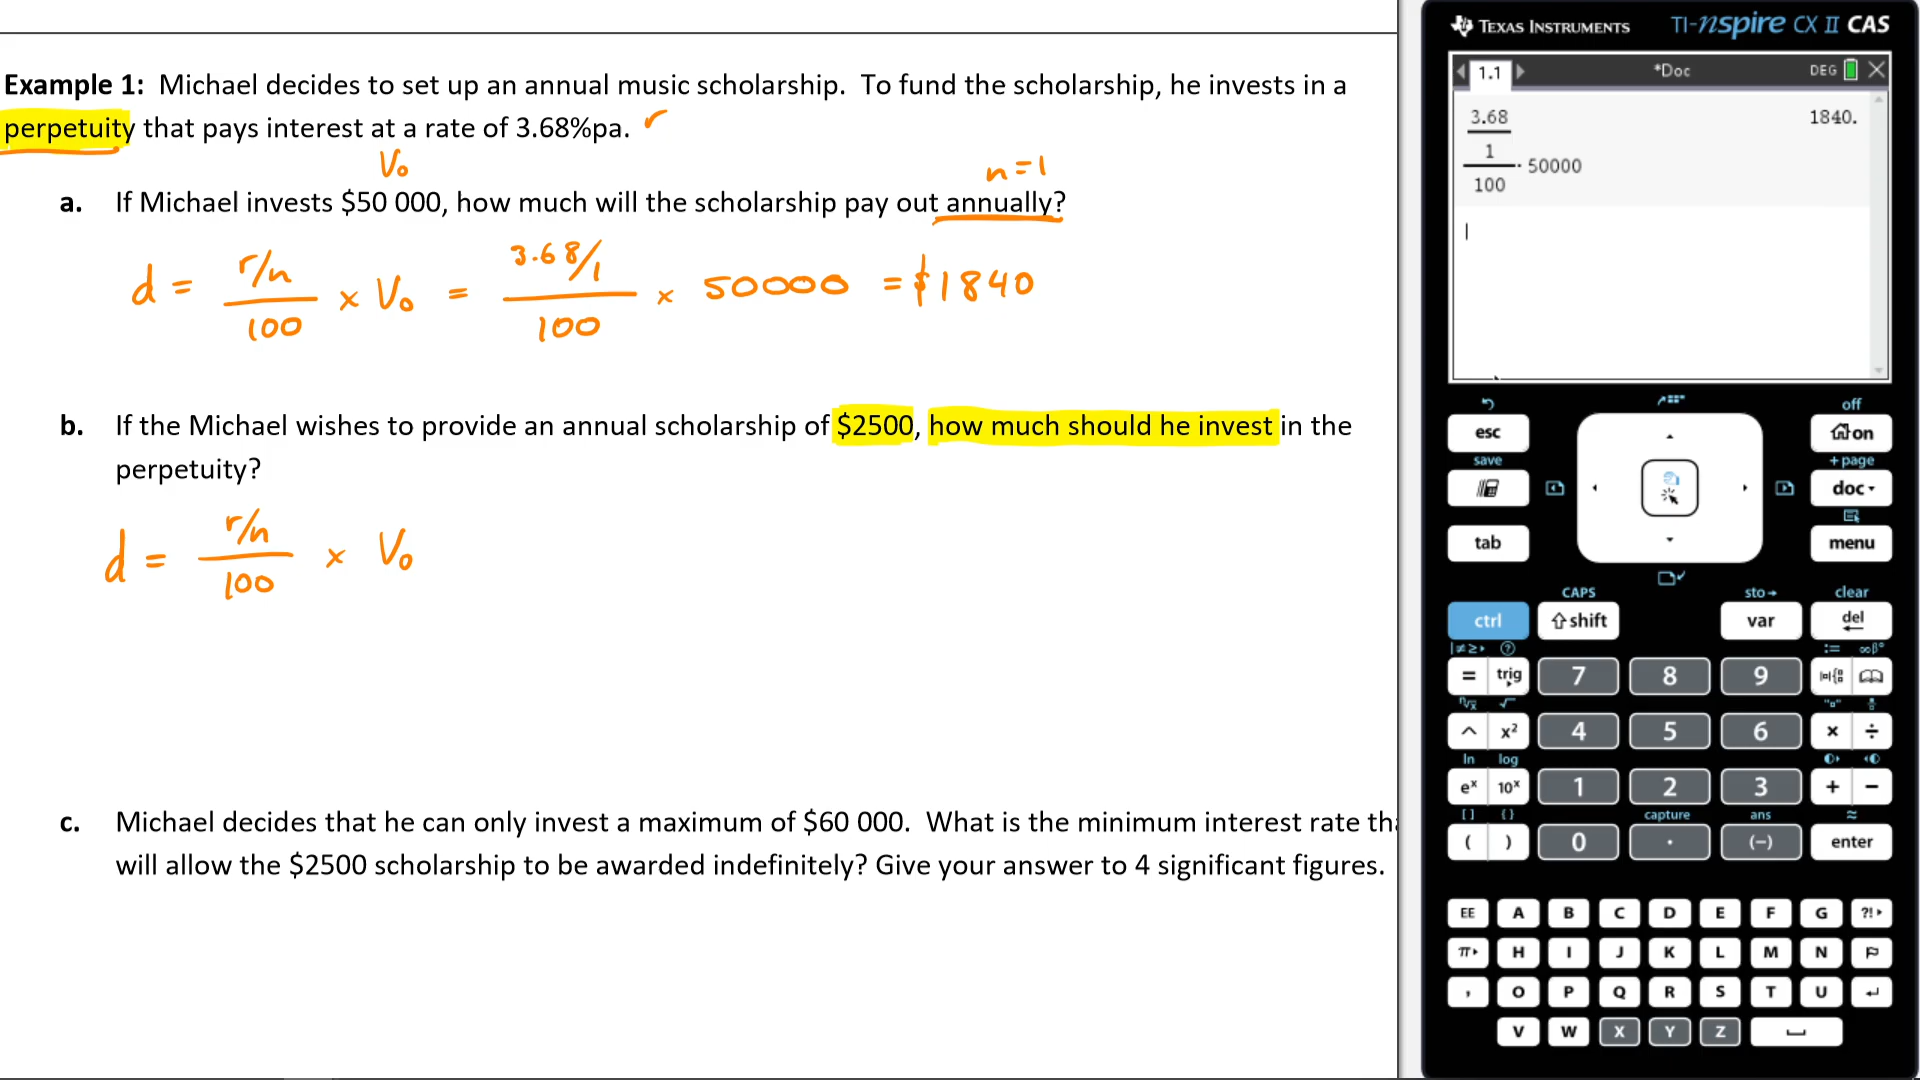 Example 1: Michael decides to set up an annual music scholarship. To fund the scholarship, he invests in a
perpetuity that pays interest at a rate of 3.68%pa. r
V₀
n = 1
a. If Michael invests $50 000, how much will the scholarship pay out annually?
d = r/n / 100 × V₀ = 3.68/1 / 100 × 50000 = $1840
b. If the Michael wishes to provide an annual scholarship of $2500, how much should he invest in the
perpetuity?
d = r/n / 100 × V₀
c. Michael decides that he can only invest a maximum of $60 000. What is the minimum interest rate tha
will allow the $2500 scholarship to be awarded indefinitely? Give your answer to 4 significant figures.
TEXAS INSTRUMENTS TI-nspire CX II CAS
1.1 *Doc DEG
3.68 1840.
1
100 · 50000
off
esc on
save +page
doc
tab menu
CAPS sto→ clear
ctrl shift var del
|≠≥▸ ? := ∞β°
= trig 7 8 9 |□|{
ⁿ√x √ "□"
^ x² 4 5 6 × ÷
ln log
eˣ 10ˣ 1 2 3 + −
[ ] { } capture ans ≈
( ) 0 . (−) enter
EE A B C D E F G ?!▸
π▸ H I J K L M N
, O P Q R S T U ↵
V W X Y Z